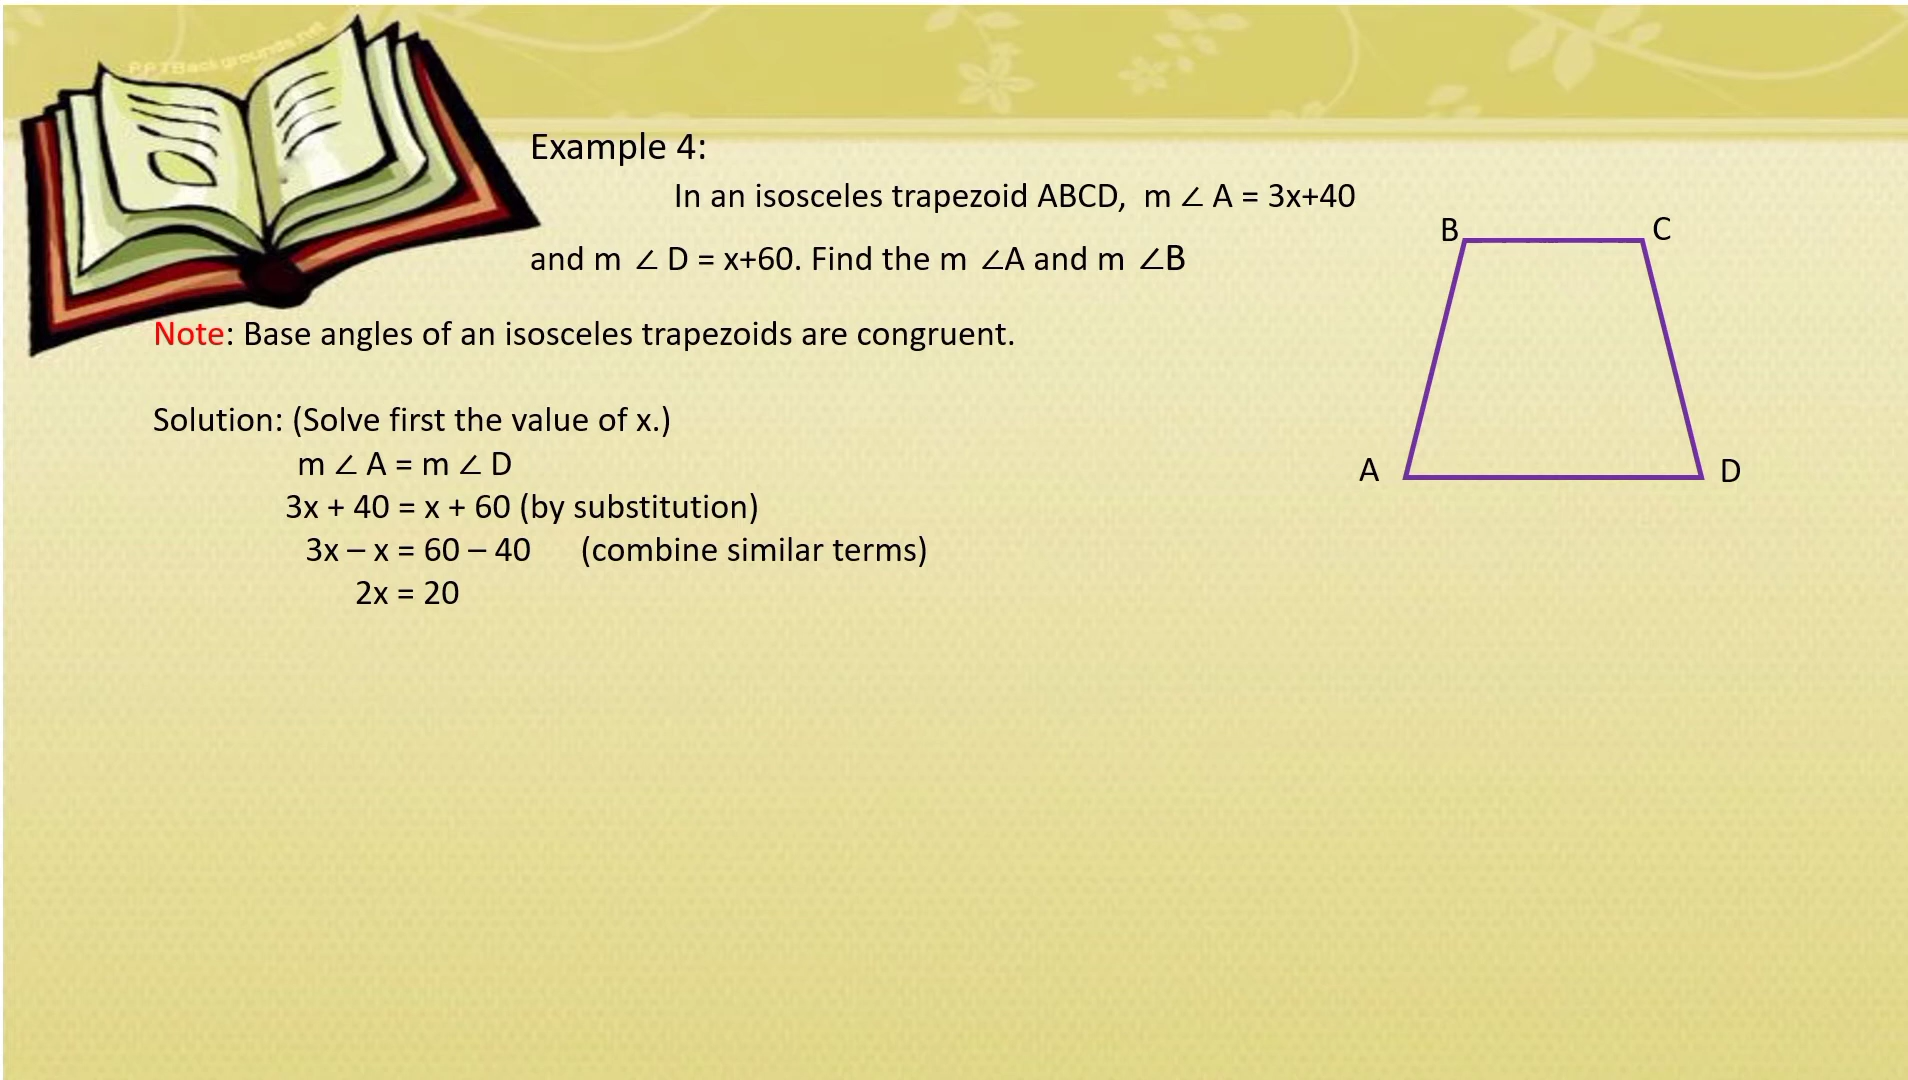 PPTBackgrounds.net
Example 4:
In an isosceles trapezoid ABCD, m ∠ A = 3x+40
and m ∠ D = x+60. Find the m ∠A and m ∠B
B C
Note: Base angles of an isosceles trapezoids are congruent.
Solution: (Solve first the value of x.)
m ∠ A = m ∠ D
A D
3x + 40 = x + 60 (by substitution)
3x – x = 60 – 40 (combine similar terms)
2x = 20